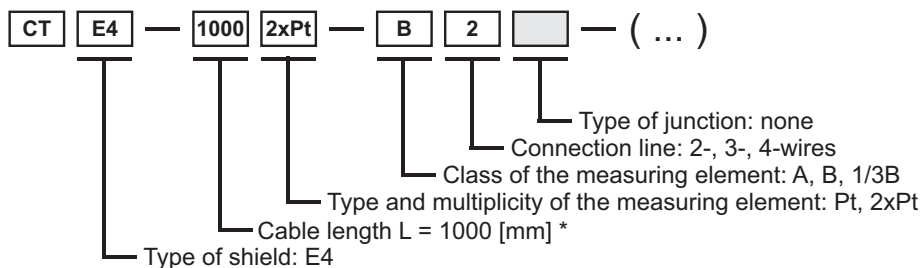 CT E4 — 1000 2xPt — B 2 — ( ... )
Type of junction: none
Connection line: 2-, 3-, 4-wires
Class of the measuring element: A, B, 1/3B
Type and multiplicity of the measuring element: Pt, 2xPt
Cable length L = 1000 [mm] *
Type of shield: E4